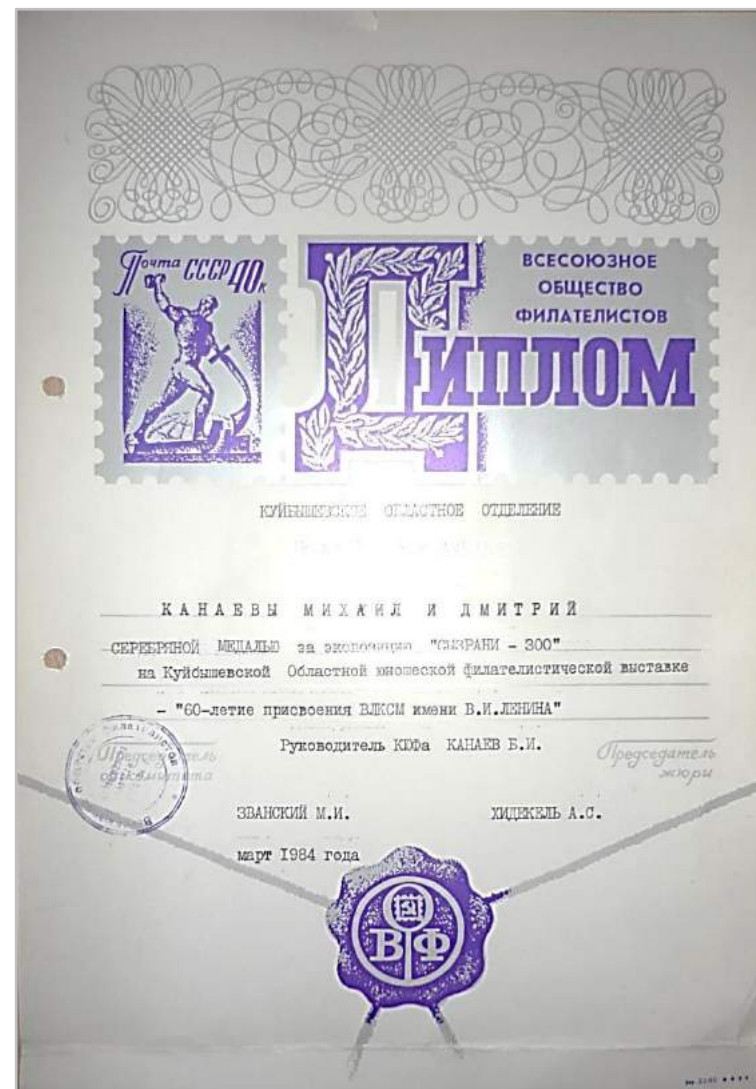 Почта СССР 40 к
ВСЕСОЮЗНОЕ
ОБЩЕСТВО
ФИЛАТЕЛИСТОВ
ДИПЛОМ
КУЙБЫШЕВСКОЕ ОБЛАСТНОЕ ОТДЕЛЕНИЕ
КАНАЕВЫ МИХАИЛ И ДМИТРИЙ
СЕРЕБРЯНОЙ МЕДАЛЬЮ за экспозицию "СЫЗРАНИ - 300"
на Куйбышевской Областной юношеской филателистической выставке
- "60-летие присвоения ВЛКСМ имени В.И.ЛЕНИНА"
Руководитель КЮФа КАНАЕВ Б.И.
Председатель оргкомитета
Председатель жюри
ЗВАНСКИЙ М.И. ХИДЕКЕЛЬ А.С.
март 1984 года
ВОФ